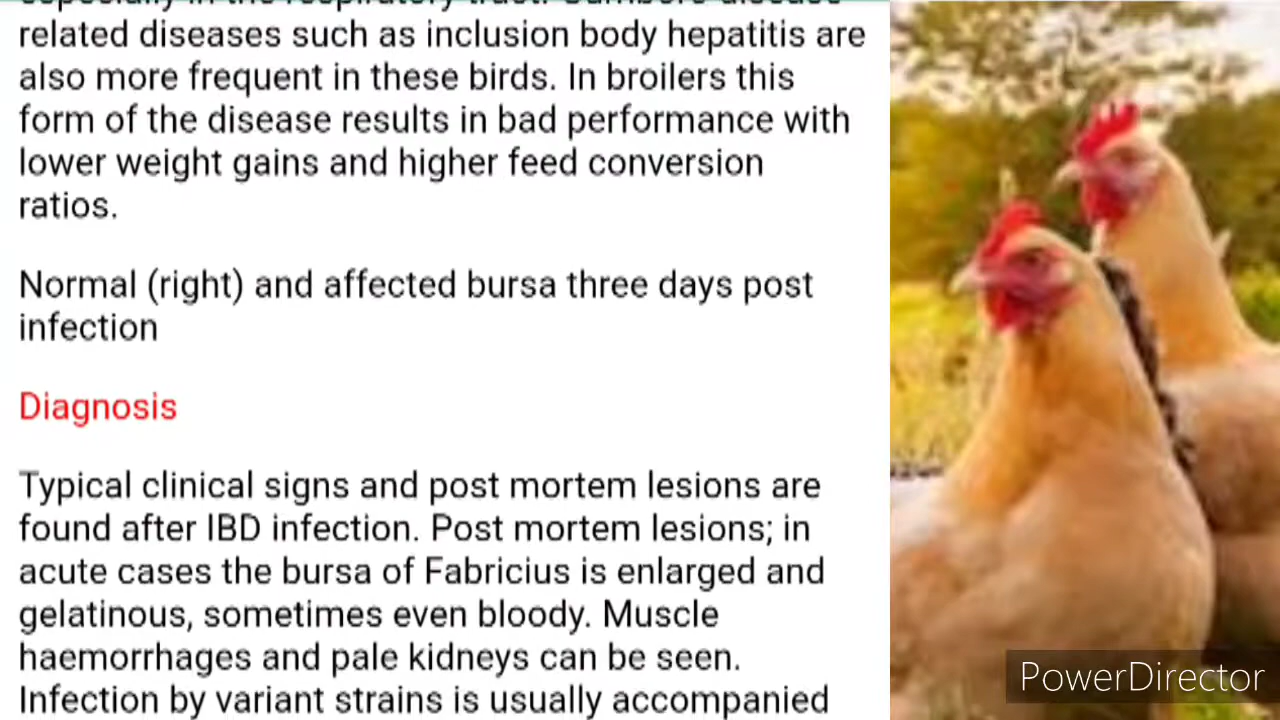 related diseases such as inclusion body hepatitis are
also more frequent in these birds. In broilers this
form of the disease results in bad performance with
lower weight gains and higher feed conversion
ratios.
Normal (right) and affected bursa three days post
infection
Diagnosis
Typical clinical signs and post mortem lesions are
found after IBD infection. Post mortem lesions; in
acute cases the bursa of Fabricius is enlarged and
gelatinous, sometimes even bloody. Muscle
haemorrhages and pale kidneys can be seen.
Infection by variant strains is usually accompanied
PowerDirector